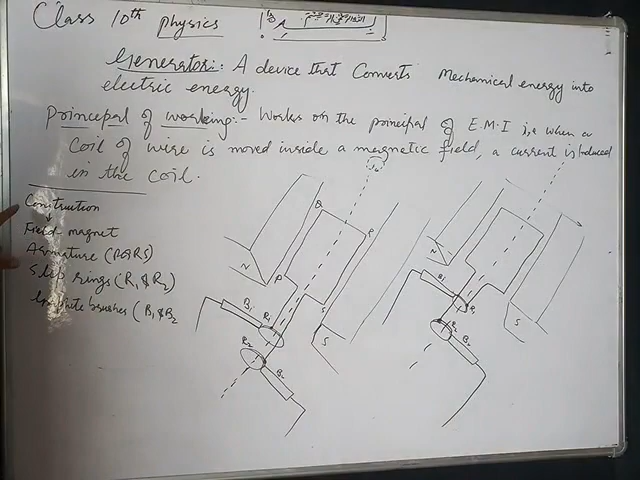 Class 10th physics
Generator:. A device that Converts Mechanical energy into
electric energy.
principal of working:- Works on the principal of E.M.I i,e when a
coil of wire is moved inside a magnetic field, a current is induced
in the coil.
Construction
Field magnet
Armature (PQRS)
Slip rings (R1 & R2)
brushes (B1 & B2
Q
R
N
P
S
S
B1
R1
R2
B2
N
S
B1
R1
R2
B2